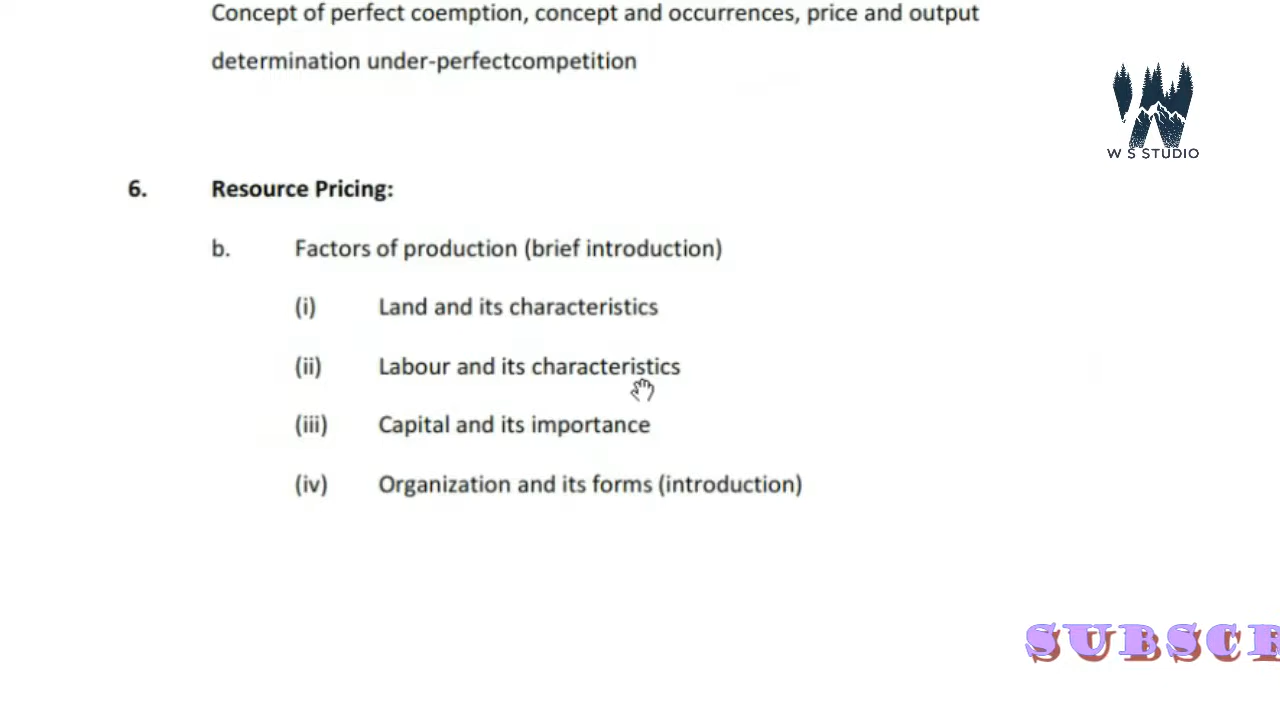 Concept of perfect coemption, concept and occurrences, price and output
determination under-perfectcompetition
W S STUDIO
6. Resource Pricing:
b. Factors of production (brief introduction)
(i) Land and its characteristics
(ii) Labour and its characteristics
(iii) Capital and its importance
(iv) Organization and its forms (introduction)
SUBSCR